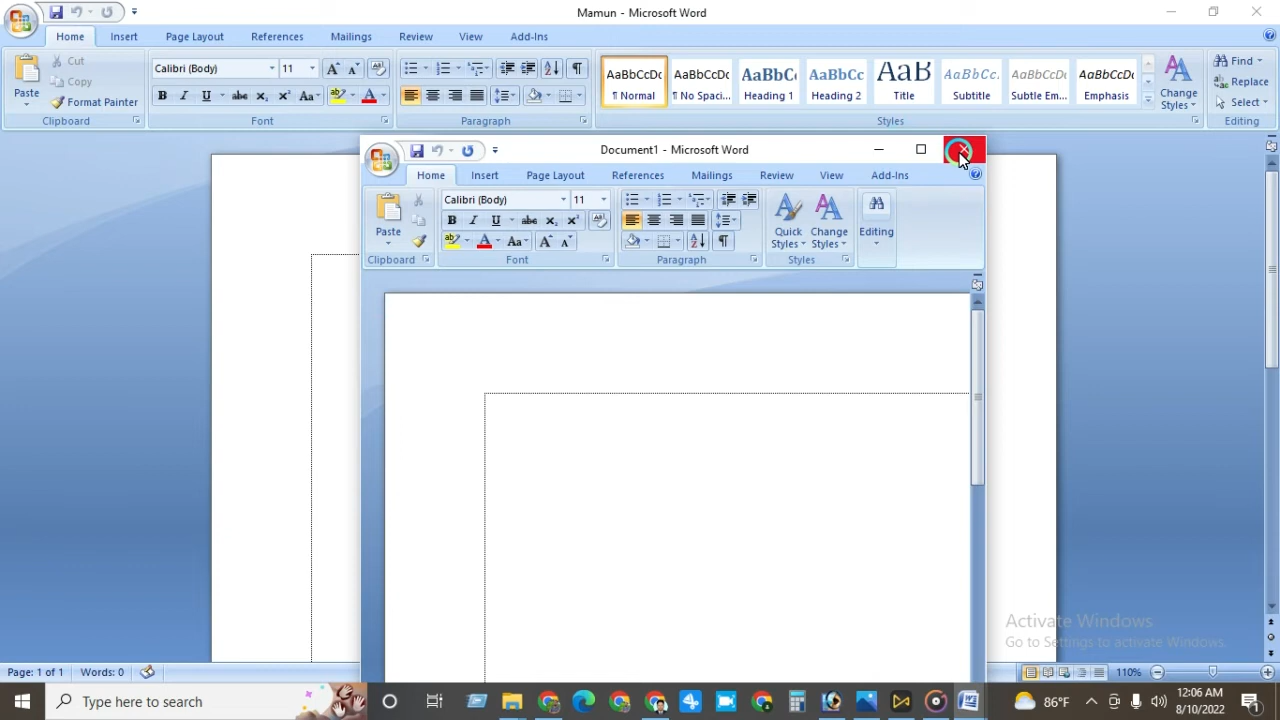 Mamun - Microsoft Word
Home Insert Page Layout References Mailings Review View Add-Ins
Paste
Cut
Copy
Format Painter
Clipboard
Calibri (Body) 11
Font
Paragraph
AaBbCcDc AaBbCcDc AaBbC AaBbCc AaB AaBbCc. AaBbCcDc AaBbCcDc
¶ Normal ¶ No Spaci... Heading 1 Heading 2 Title Subtitle Subtle Em... Emphasis
Change Styles
Styles
Find
Replace
Select
Editing
Document1 - Microsoft Word
Home Insert Page Layout References Mailings Review View Add-Ins
Paste
Clipboard
Calibri (Body) 11
Font
Paragraph
Quick Styles
Change Styles
Styles
Editing
Activate Windows
Go to Settings to activate Windows.
Page: 1 of 1 Words: 0
110%
Type here to search
86°F
12:06 AM
8/10/2022
1